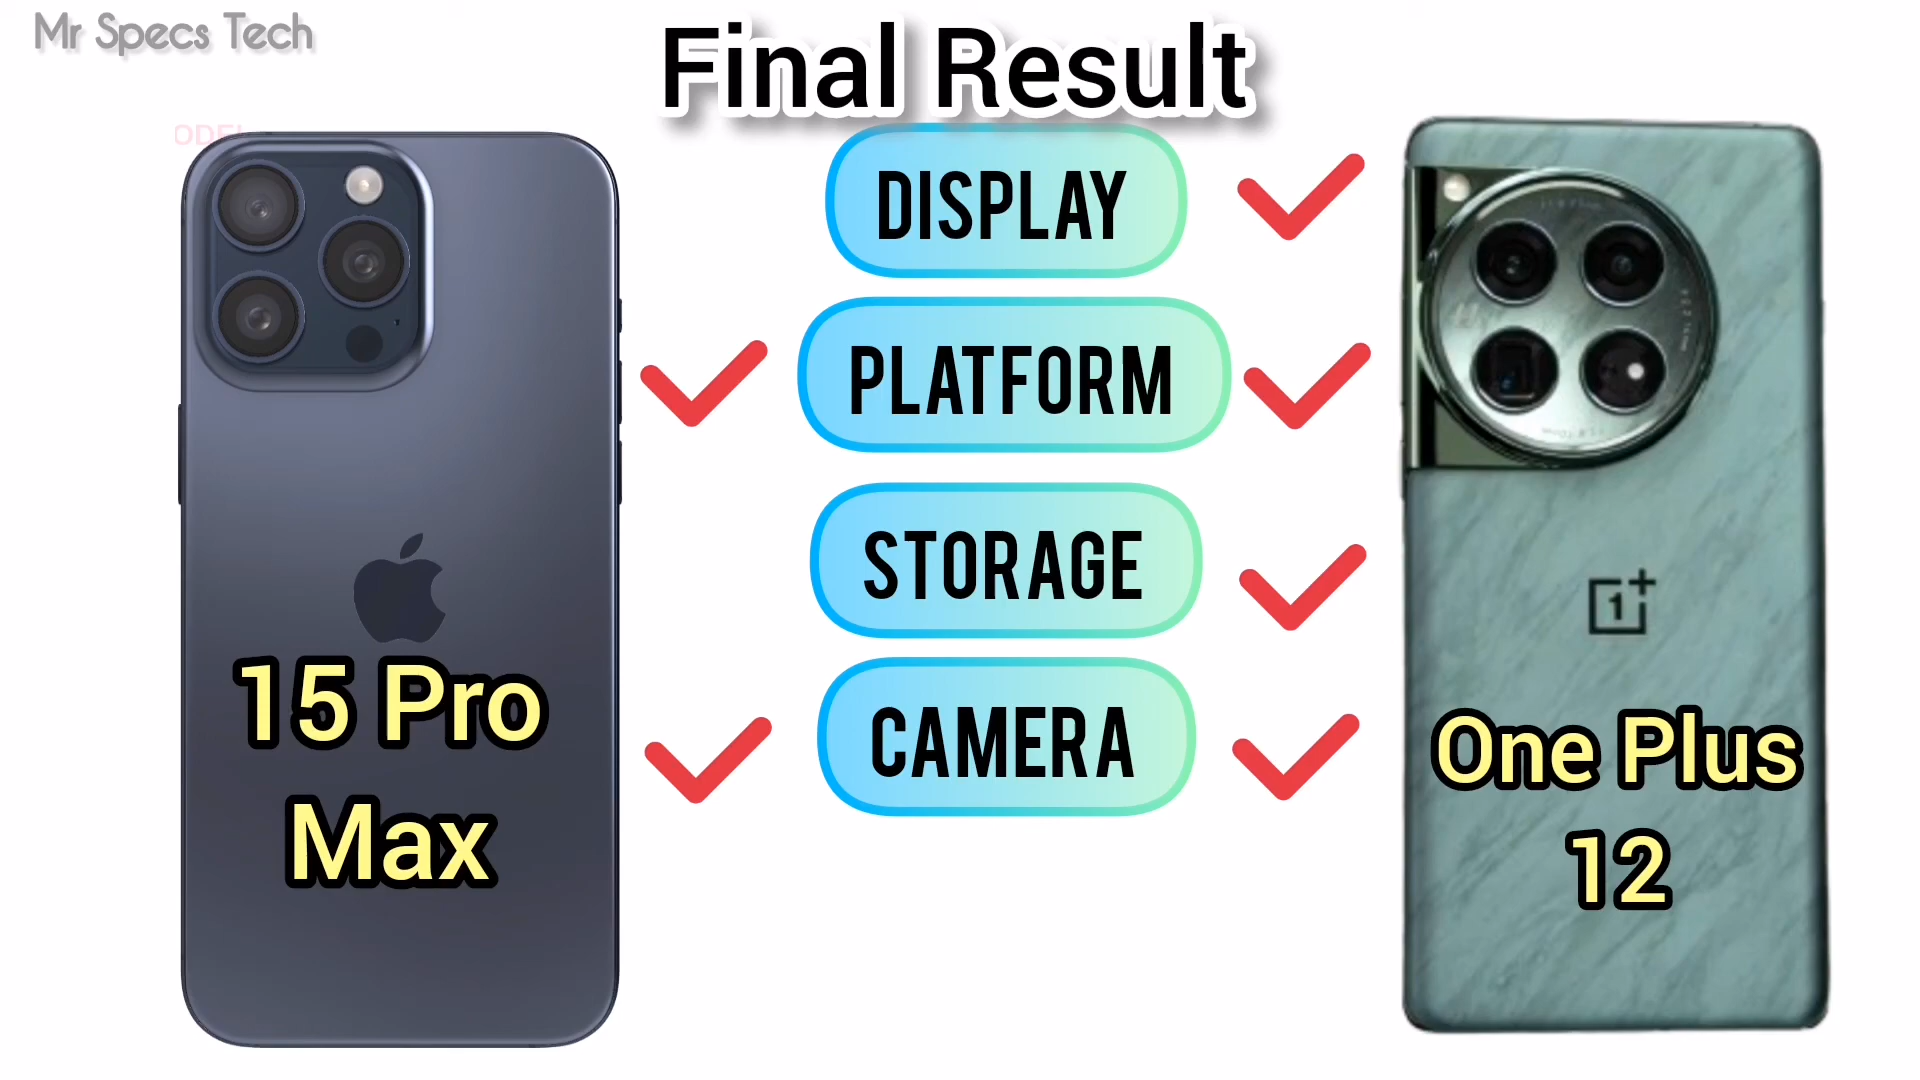 Mr Specs Tech
Final Result
DISPLAY
PLATFORM
STORAGE
CAMERA
15 Pro
Max
One Plus
12